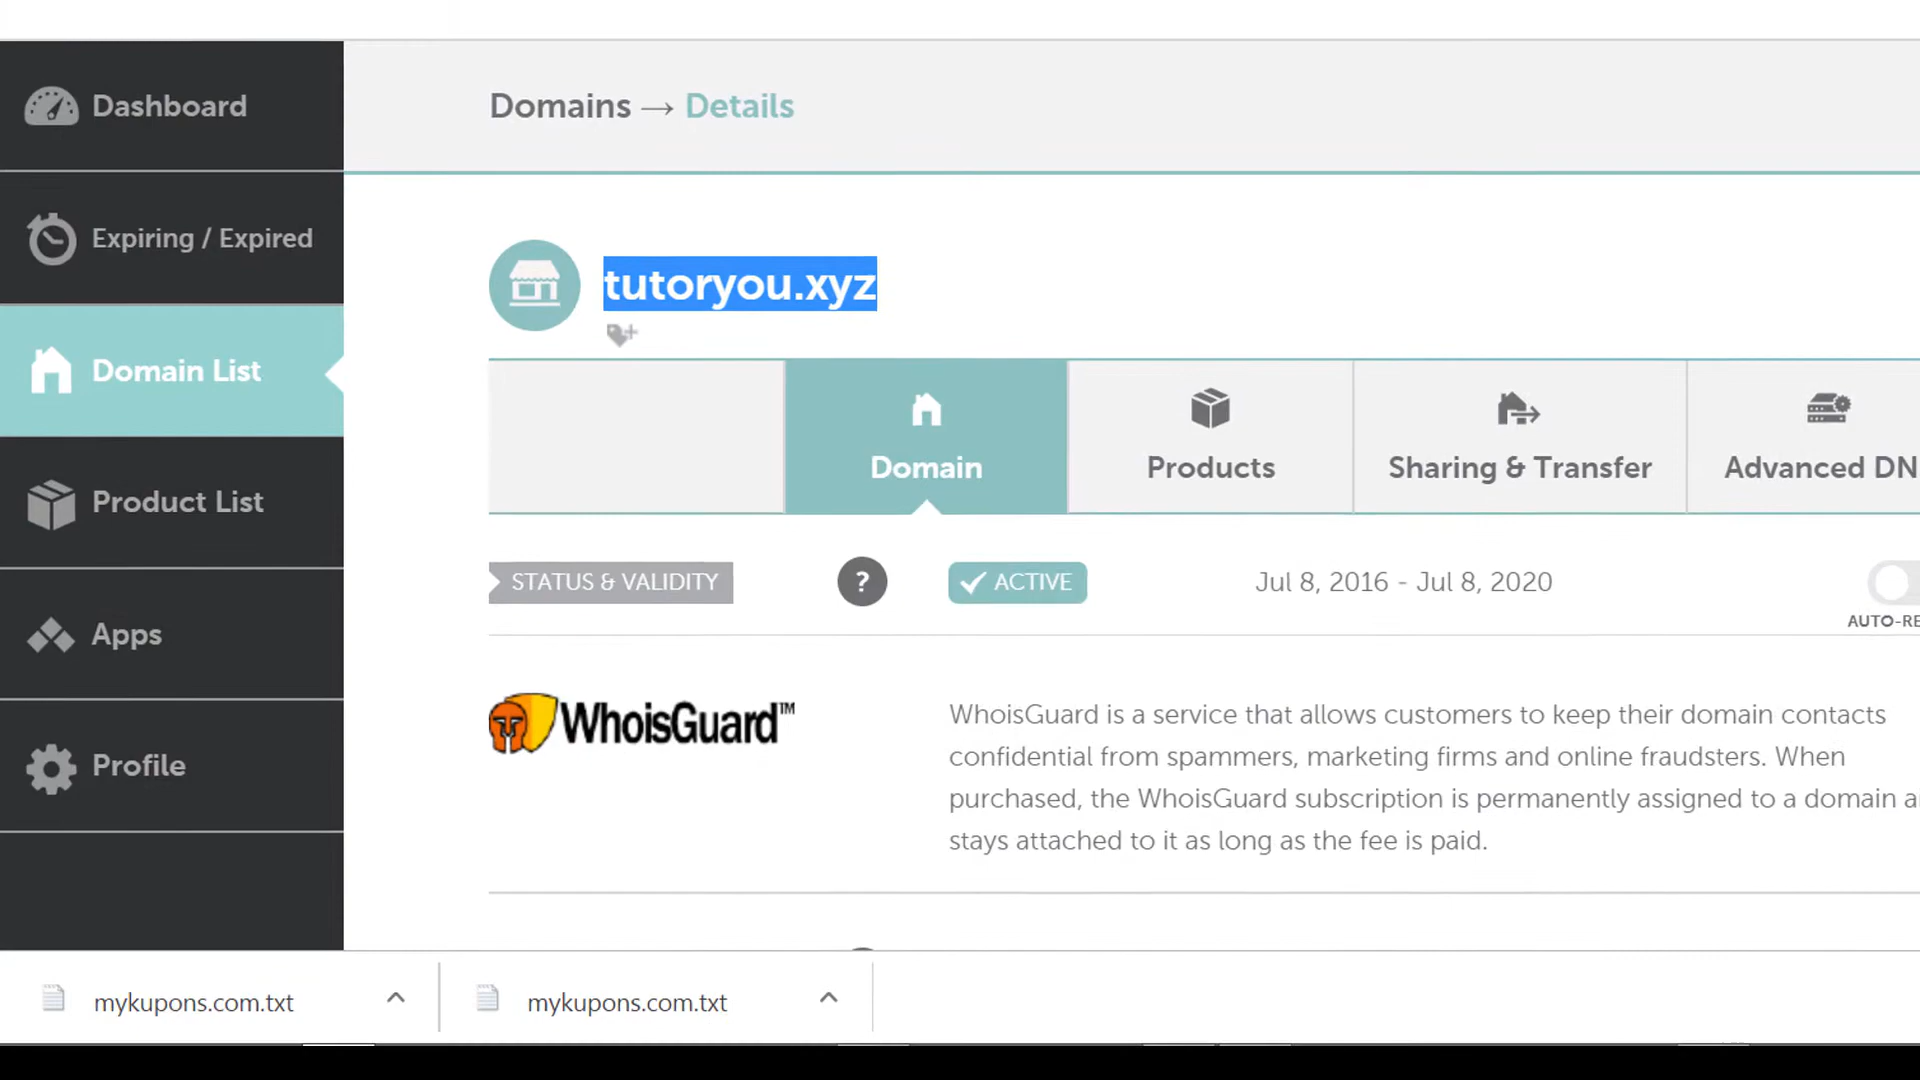 Dashboard
Domains → Details
Expiring / Expired
tutoryou.xyz
Domain List
Domain
Products
Sharing & Transfer
Advanced DN
Product List
STATUS & VALIDITY
?
ACTIVE
Jul 8, 2016 - Jul 8, 2020
AUTO-RE
Apps
WhoisGuard™
WhoisGuard is a service that allows customers to keep their domain contacts
confidential from spammers, marketing firms and online fraudsters. When
purchased, the WhoisGuard subscription is permanently assigned to a domain a
stays attached to it as long as the fee is paid.
Profile
mykupons.com.txt
mykupons.com.txt